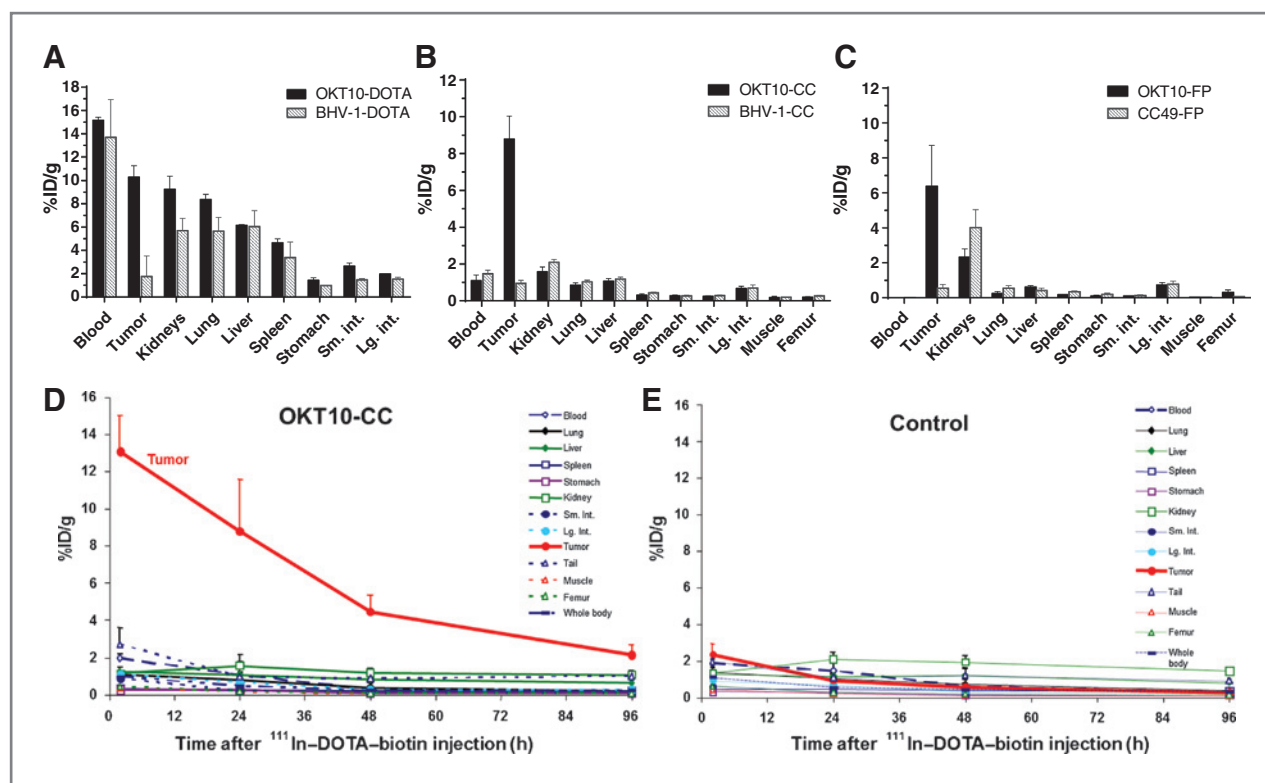 A
18
16
14
12
10
8
6
4
2
0
%ID/g
OKT10-DOTA
BHV-1-DOTA
Blood
Tumor
Kidneys
Lung
Liver
Spleen
Stomach
Sm. int.
Lg. int.
B
12
10
8
6
4
2
0
%ID/g
OKT10-CC
BHV-1-CC
Blood
Tumor
Kidney
Lung
Liver
Spleen
Stomach
Sm. Int.
Lg. Int.
Muscle
Femur
C
12
10
8
6
4
2
0
%ID/g
OKT10-FP
CC49-FP
Blood
Tumor
Kidneys
Lung
Liver
Spleen
Stomach
Sm. int.
Lg. int.
Muscle
Femur
D
OKT10-CC
16
14
12
10
8
6
4
2
0
%ID/g
Tumor
Blood
Lung
Liver
Spleen
Stomach
Kidney
Sm. Int.
Lg. Int.
Tumor
Tail
Muscle
Femur
Whole body
0 12 24 36 48 60 72 84 96
Time after 111In–DOTA–biotin injection (h)
E
Control
16
14
12
10
8
6
4
2
0
%ID/g
Blood
Lung
Liver
Spleen
Stomach
Kidney
Sm. Int.
Lg. Int.
Tumor
Tail
Muscle
Femur
Whole
body
0 12 24 36 48 60 72 84 96
Time after 111In–DOTA–biotin injection (h)